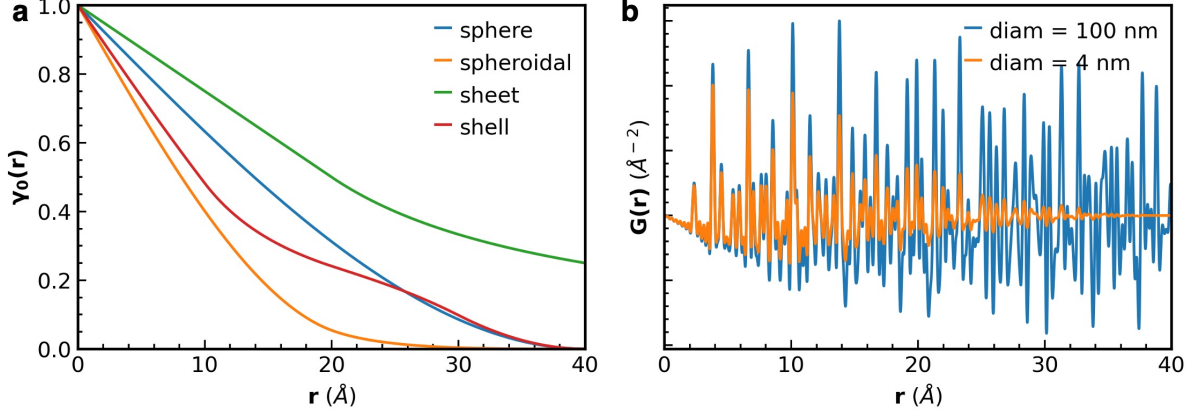 a
1.0
0.8
0.6
0.4
0.2
0.0
γ₀(r)
sphere
spheroidal
sheet
shell
0 10 20 30 40
r (Å)
b
G(r) (Å⁻²)
diam = 100 nm
diam = 4 nm
0 10 20 30 40
r (Å)